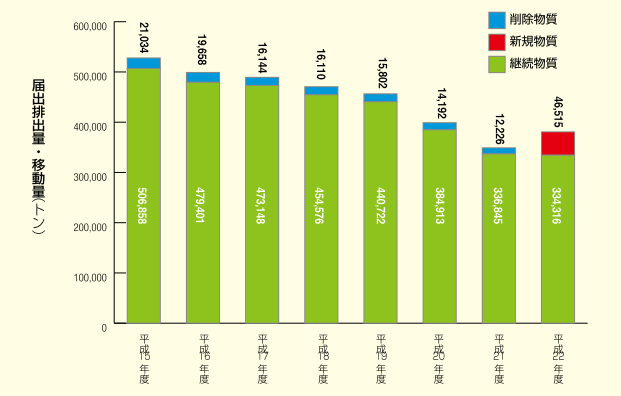 削除物質
新規物質
継続物質
届出排出量・移動量(トン)
600,000
500,000
400,000
300,000
200,000
100,000
0
21,034
19,658
16,144
16,110
15,802
14,192
12,226
46,515
506,858
479,401
473,148
454,576
440,722
384,913
336,845
334,316
平成15年度
平成16年度
平成17年度
平成18年度
平成19年度
平成20年度
平成21年度
平成22年度